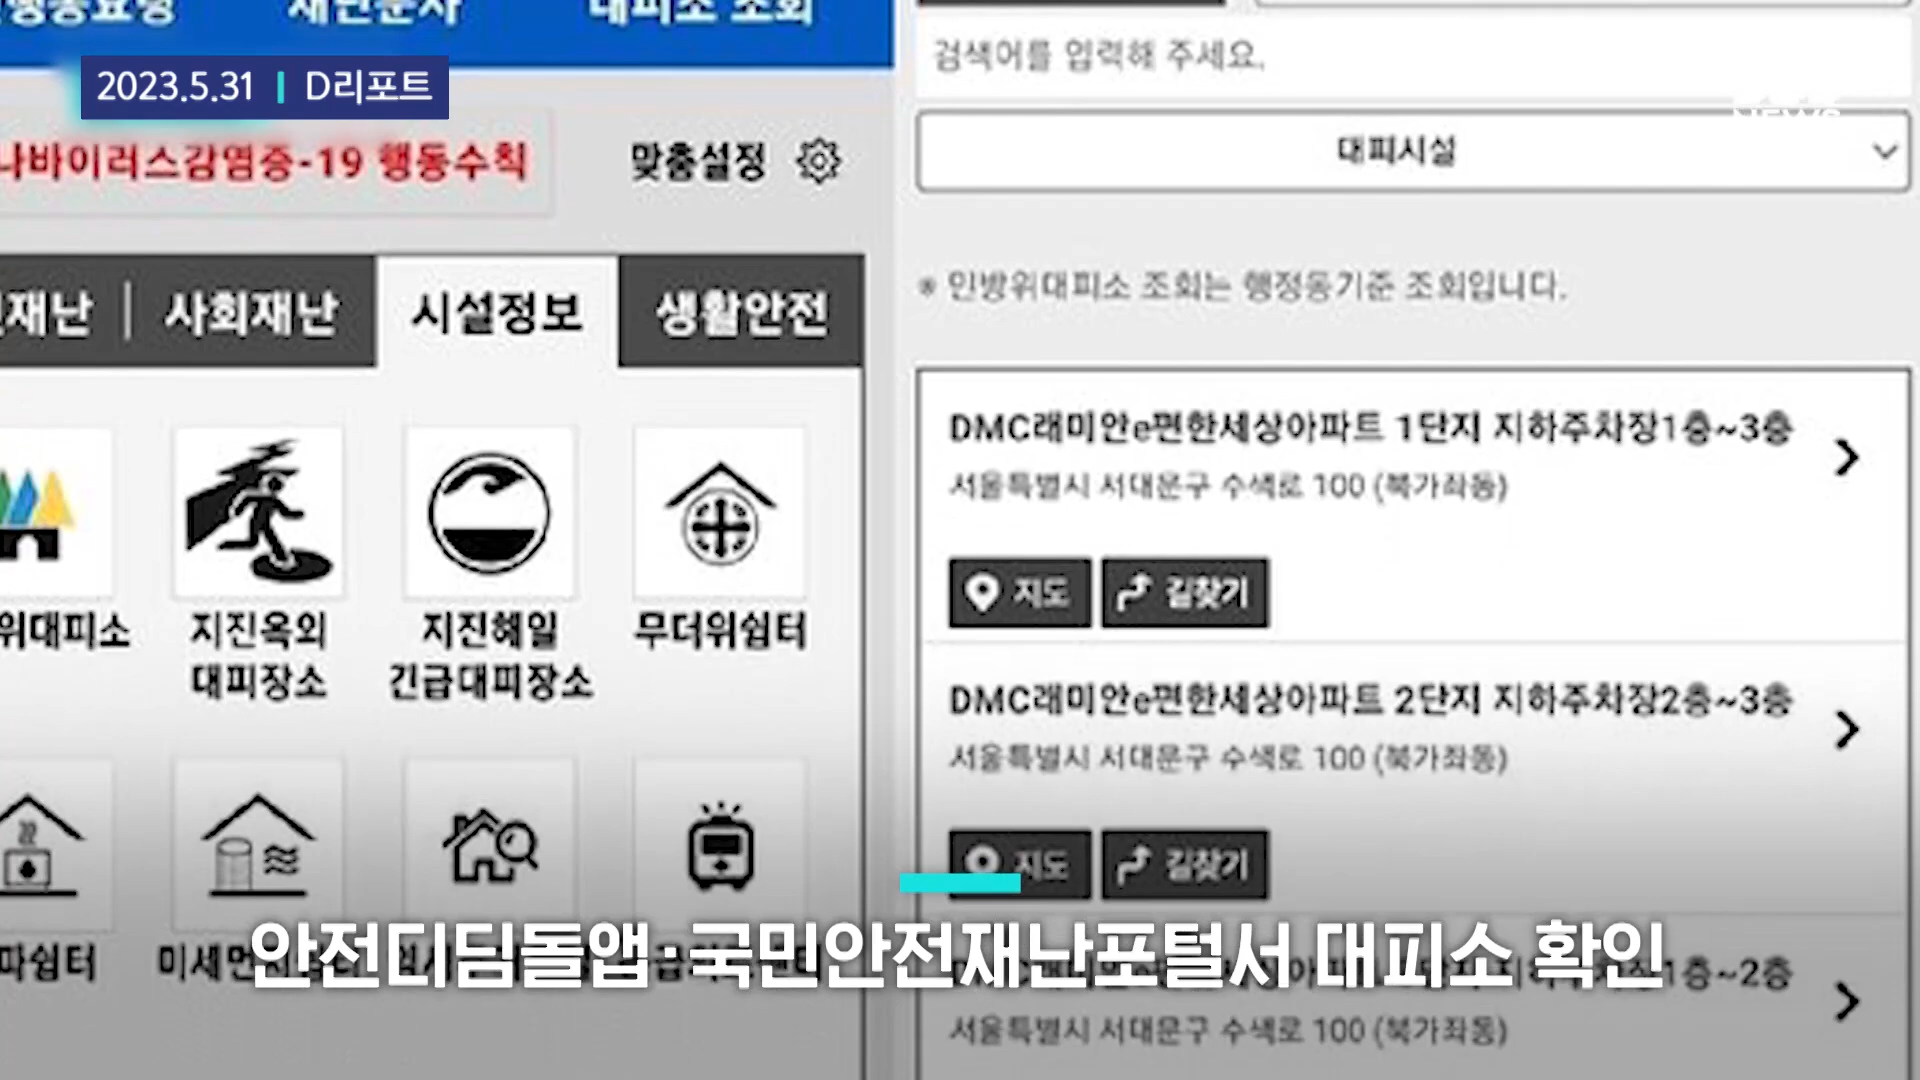 재난문자
대피소 조회
2023.5.31 | D리포트
나바이러스감염증-19 행동수칙
맞춤설정
재난 | 사회재난
시설정보
생활안전
위대피소
지진옥외
대피장소
지진해일
긴급대피장소
무더위쉼터
파쉼터
검색어를 입력해 주세요.
NEWS
대피시설
※ 민방위대피소 조회는 행정동기준 조회입니다.
DMC래미안e편한세상아파트 1단지 지하주차장1층~3층
서울특별시 서대문구 수색로 100 (북가좌동)
지도
길찾기
DMC래미안e편한세상아파트 2단지 지하주차장2층~3층
서울특별시 서대문구 수색로 100 (북가좌동)
지도
길찾기
1층~2층
서울특별시 서대문구 수색로 100 (북가좌동)
안전디딤돌앱·국민안전재난포털서 대피소 확인